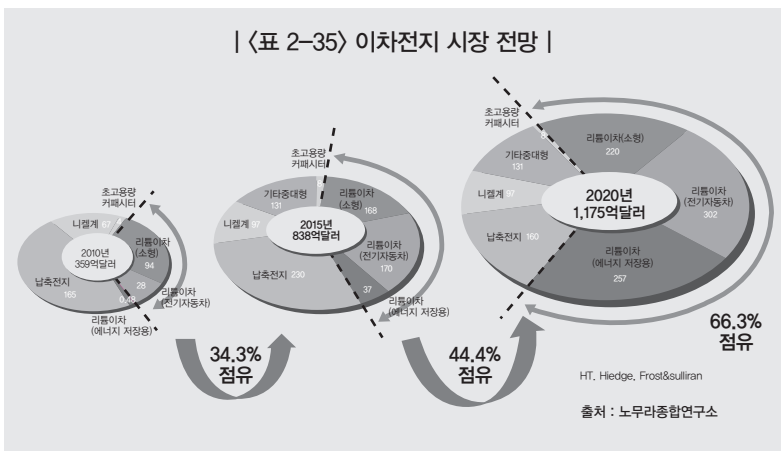 | 〈표 2-35〉 이차전지 시장 전망 |
초고용량
커패시터
니켈계 67
4
리튬이차
(소형)
94
2010년
359억달러
28
리튬이차
(전기자동차)
납축전지
165
0.48
리튬이차
(에너지 저장용)
34.3%
점유
초고용량
커패시터
8
기타중대형
131
리튬이차
(소형)
168
니켈계 97
2015년
838억달러
리튬이차
(전기자동차)
170
납축전지 230
37
리튬이차
(에너지 저장용)
44.4%
점유
초고용량
커패시터
8
리튬이차(소형)
220
기타중대형
131
니켈계 97
2020년
1,175억달러
리튬이차
(전기자동차)
302
납축전지 160
리튬이차
(에너지 저장용)
257
66.3%
점유
HT, Hiedge, Frost&sulliran
출처 : 노무라종합연구소